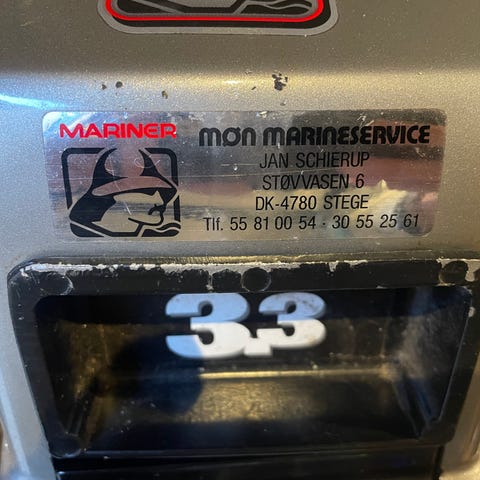 MARINER
MØN MARINESERVICE
JAN SCHIERUP
STØVVASEN 6
DK-4780 STEGE
Tlf. 55 81 00 54 · 30 55 25 61
3.3